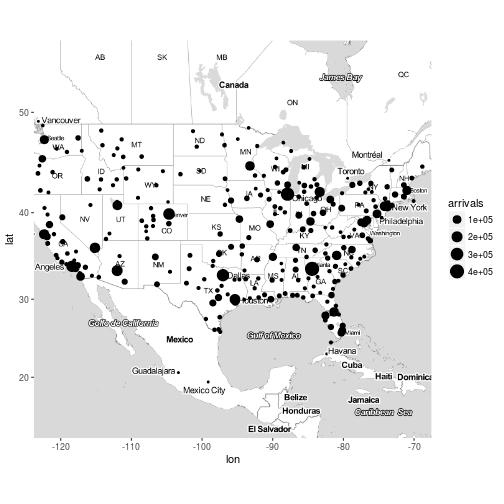 AB
SK
MB
James Bay
QC
Canada
ON
50
Vancouver
Seattle
WA
MT
ND
MN
Montréal
OR
ID
WY
SD
WI
MI
Toronto
NY
NH
Boston
NE
IA
Chicago
PA
New York
40
NV
UT
Denver
CO
KS
MO
OH
Philadelphia
Washington
CA
KY
VA
Angeles
AZ
NM
OK
AR
TN
NC
SC
Atlanta
Dallas
MS
AL
GA
TX
LA
Houston
30
Golfo de California
Gulf of Mexico
Miami
Mexico
Havana
Guadalajara
Cuba
20
Mexico City
Haiti
Dominica
Belize
Jamaica
Honduras
Caribbean Sea
El Salvador
-120
-110
-100
-90
-80
-70
lon
lat
arrivals
1e+05
2e+05
3e+05
4e+05